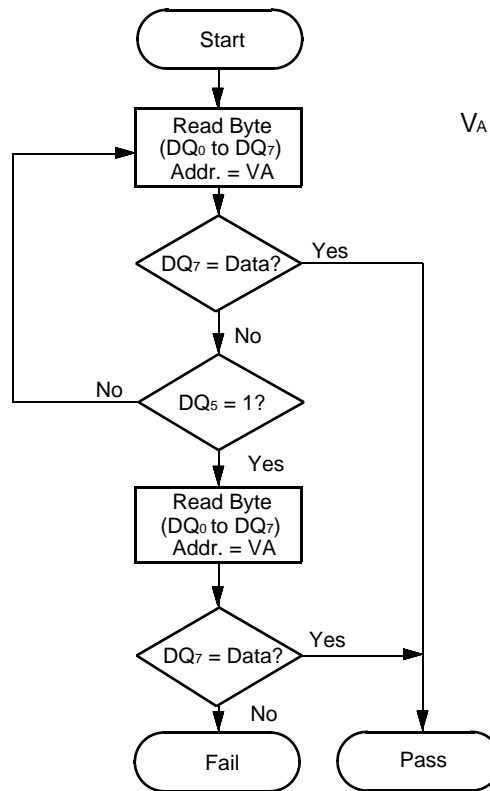 Start
Read Byte
(DQ0 to DQ7)
Addr. = VA
VA
DQ7 = Data?
Yes
No
No
DQ5 = 1?
Yes
Read Byte
(DQ0 to DQ7)
Addr. = VA
DQ7 = Data?
Yes
No
Fail
Pass